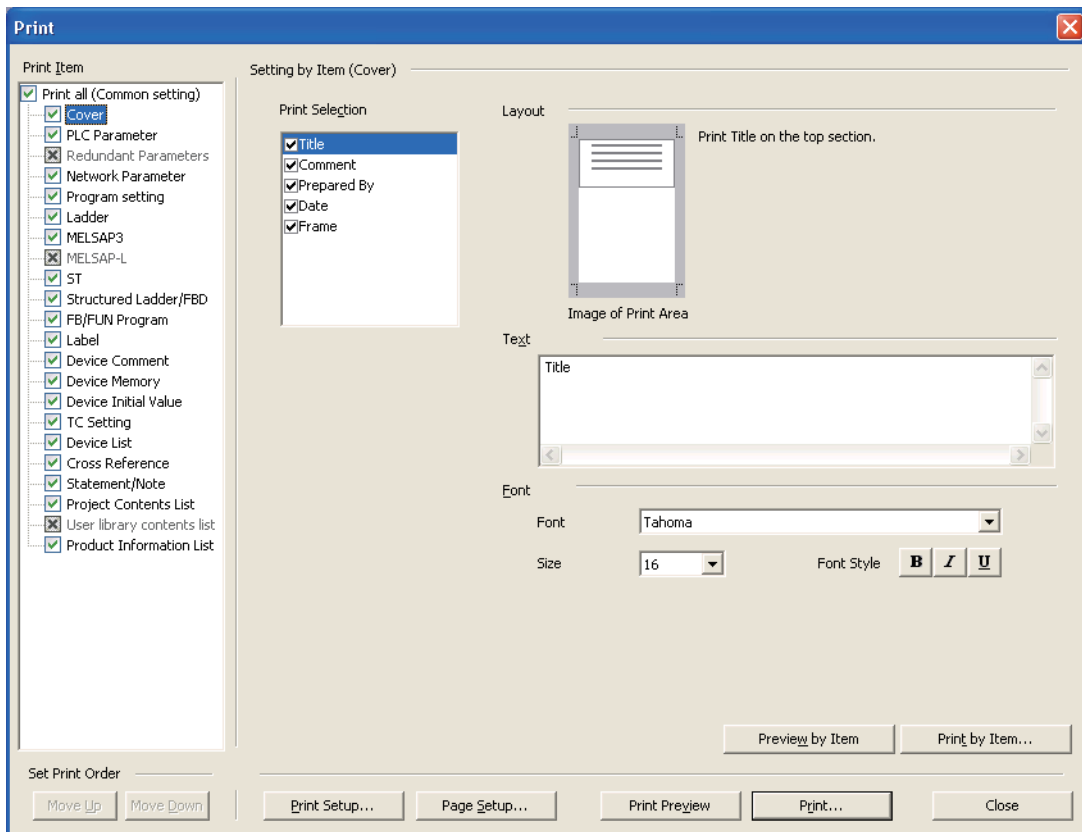 Print
Print Item
Print all (Common setting)
Cover
PLC Parameter
Redundant Parameters
Network Parameter
Program setting
Ladder
MELSAP3
MELSAP-L
ST
Structured Ladder/FBD
FB/FUN Program
Label
Device Comment
Device Memory
Device Initial Value
TC Setting
Device List
Cross Reference
Statement/Note
Project Contents List
User library contents list
Product Information List
Set Print Order
Move Up
Move Down
Setting by Item (Cover)
Print Selection
Title
Comment
Prepared By
Date
Frame
Layout
Print Title on the top section.
Image of Print Area
Text
Title
Font
Font
Tahoma
Size
16
Font Style
B
I
U
Preview by Item
Print by Item...
Print Setup...
Page Setup...
Print Preview
Print...
Close